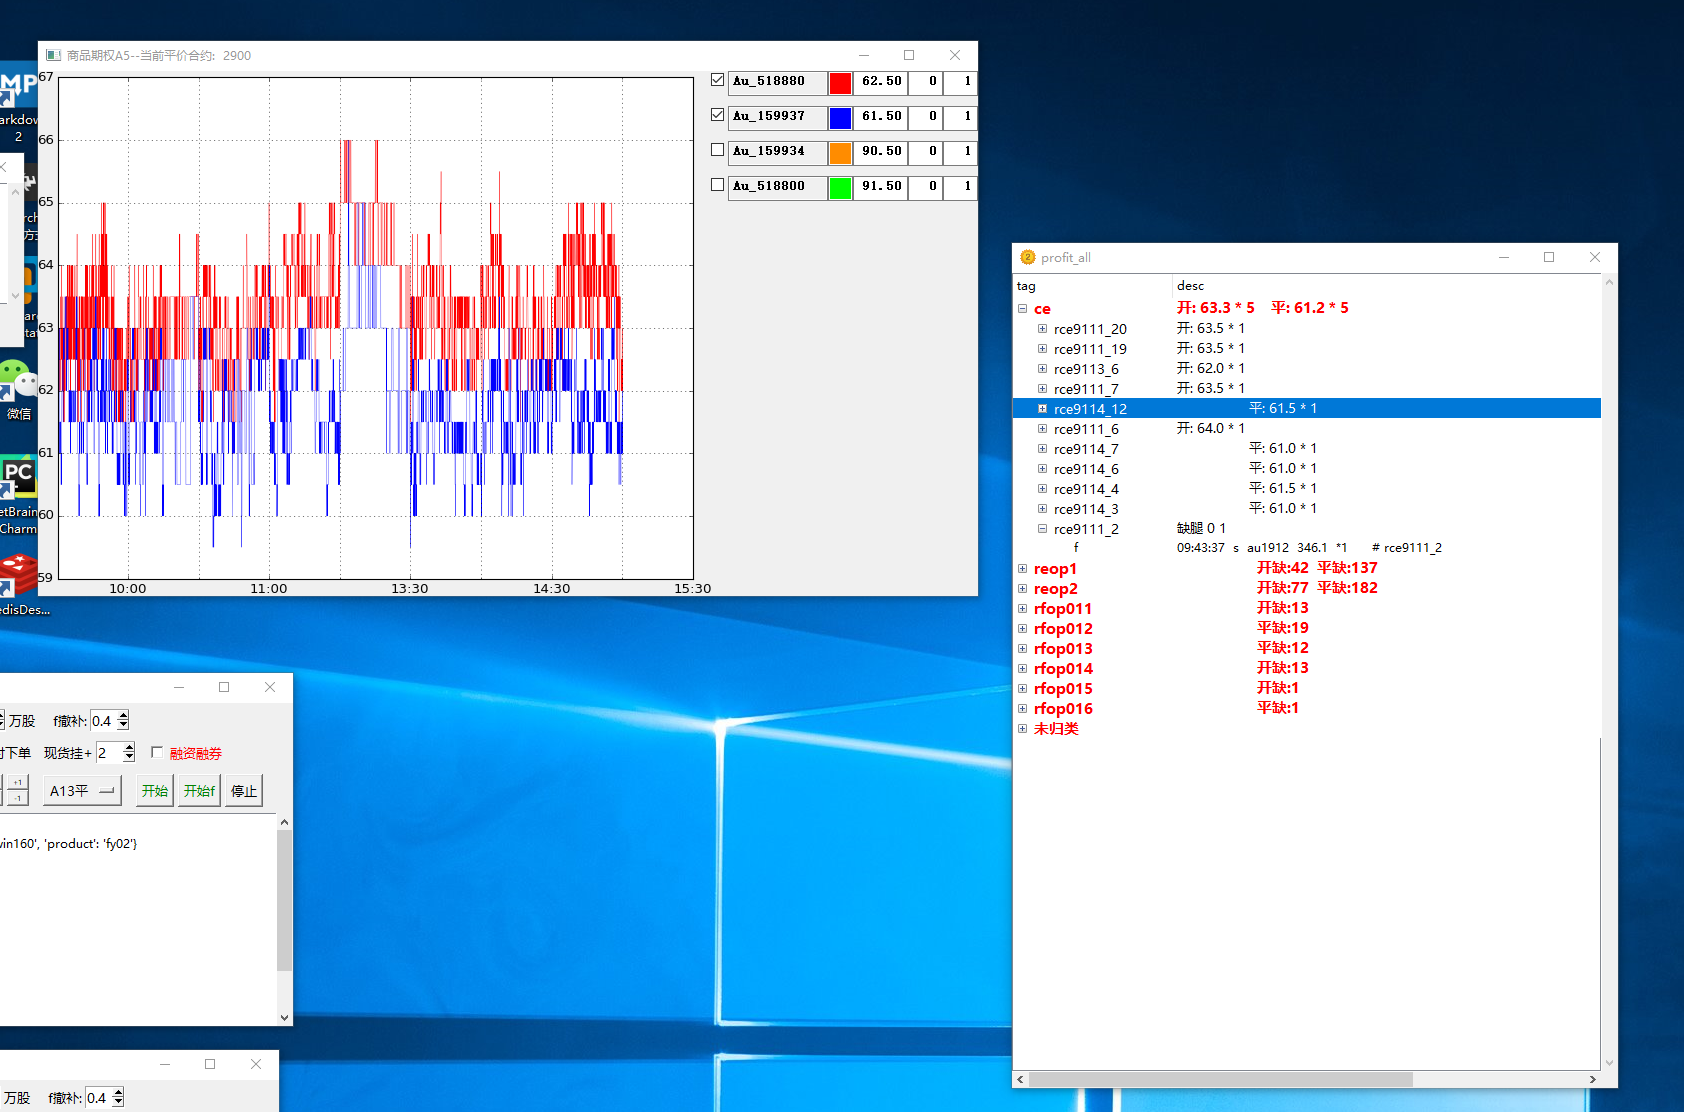 商品期权A5--当前平价合约: 2900
67
66
65
64
63
62
61
60
59
10:00 11:00 13:30 14:30 15:30
Au_518880 62.50 0 1
Au_159937 61.50 0 1
Au_159934 90.50 0 1
Au_518800 91.50 0 1
MP
arkdow
2
微信
PC
etBrain
Charm
edisDes...
万股 f撤补: 0.4
时下单 现货挂+ 2 融资融券
+1
-1
A13平 开始 开始f 停止
vin160', 'product': 'fy02'}
万股 f撤补: 0.4
profit_all
tag desc
ce 开: 63.3 * 5 平: 61.2 * 5
rce9111_20 开: 63.5 * 1
rce9111_19 开: 63.5 * 1
rce9113_6 开: 62.0 * 1
rce9111_7 开: 63.5 * 1
rce9114_12 平: 61.5 * 1
rce9111_6 开: 64.0 * 1
rce9114_7 平: 61.0 * 1
rce9114_6 平: 61.0 * 1
rce9114_4 平: 61.5 * 1
rce9114_3 平: 61.0 * 1
rce9111_2 缺腿 0 1
f 09:43:37 s au1912 346.1 *1 # rce9111_2
reop1 开缺:42 平缺:137
reop2 开缺:77 平缺:182
rfop011 开缺:13
rfop012 平缺:19
rfop013 平缺:12
rfop014 开缺:13
rfop015 开缺:1
rfop016 平缺:1
未归类